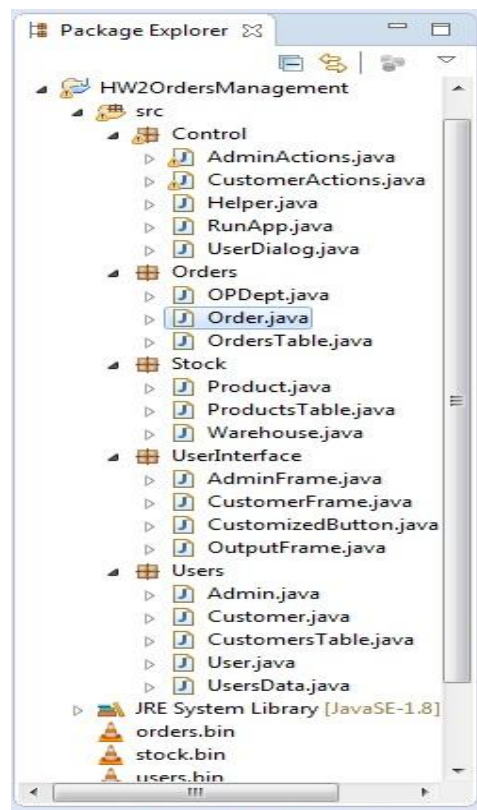 Package Explorer
HW2OrdersManagement
src
Control
AdminActions.java
CustomerActions.java
Helper.java
RunApp.java
UserDialog.java
Orders
OPDept.java
Order.java
OrdersTable.java
Stock
Product.java
ProductsTable.java
Warehouse.java
UserInterface
AdminFrame.java
CustomerFrame.java
CustomizedButton.java
OutputFrame.java
Users
Admin.java
Customer.java
CustomersTable.java
User.java
UsersData.java
JRE System Library [JavaSE-1.8]
orders.bin
stock.bin
users.bin